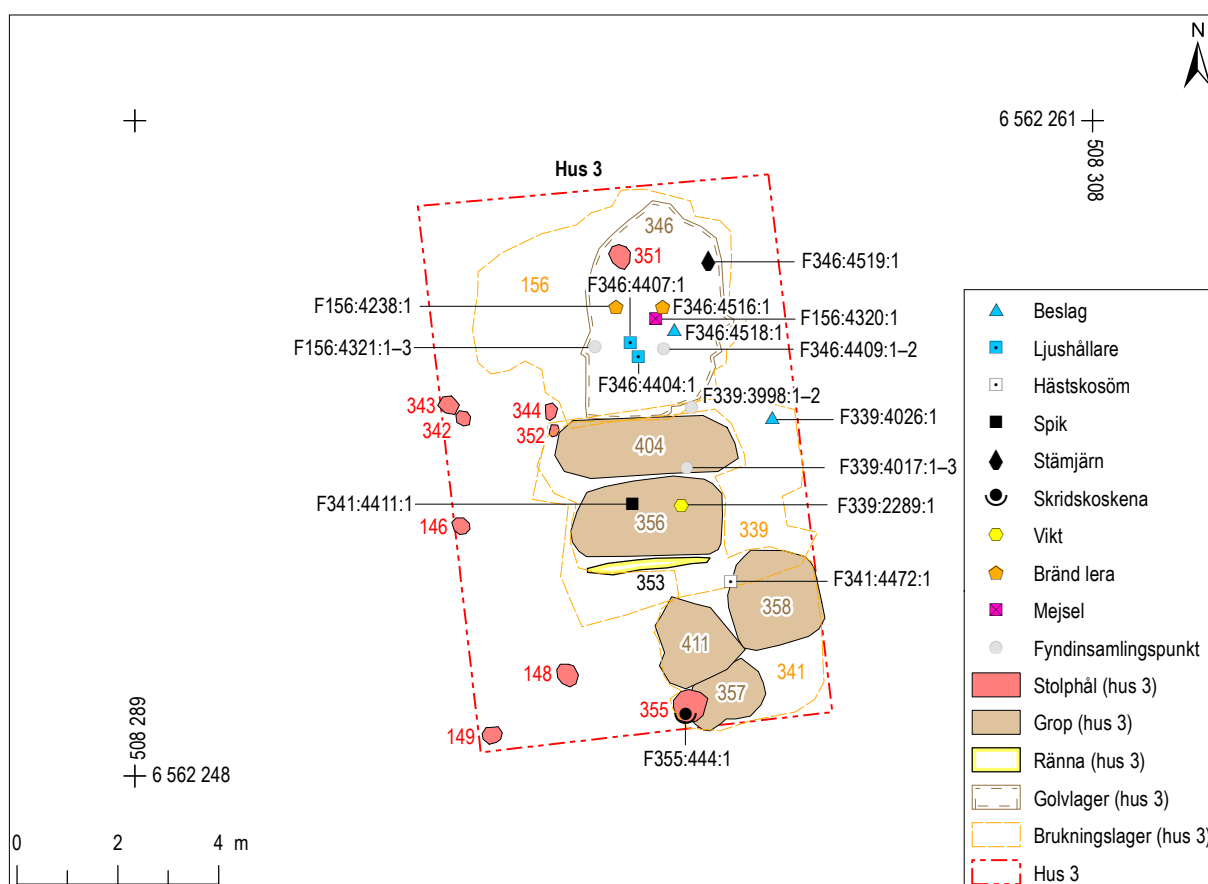 N
6 562 261
508 308
Hus 3
346
351
F346:4519:1
F346:4407:1
156
F156:4238:1
F346:4516:1
F156:4320:1
F346:4518:1
F156:4321:1–3
F346:4409:1–2
F346:4404:1
F339:3998:1–2
343
344
342
352
F339:4026:1
404
F339:4017:1–3
F341:4411:1
F339:2289:1
356
146
339
353
F341:4472:1
358
411
341
148
357
355
149
F355:444:1
508 289
6 562 248
0 2 4 m
Beslag
Ljushållare
Hästskosöm
Spik
Stämjärn
Skridskoskena
Vikt
Bränd lera
Mejsel
Fyndinsamlingspunkt
Stolphål (hus 3)
Grop (hus 3)
Ränna (hus 3)
Golvlager (hus 3)
Brukningslager (hus 3)
Hus 3